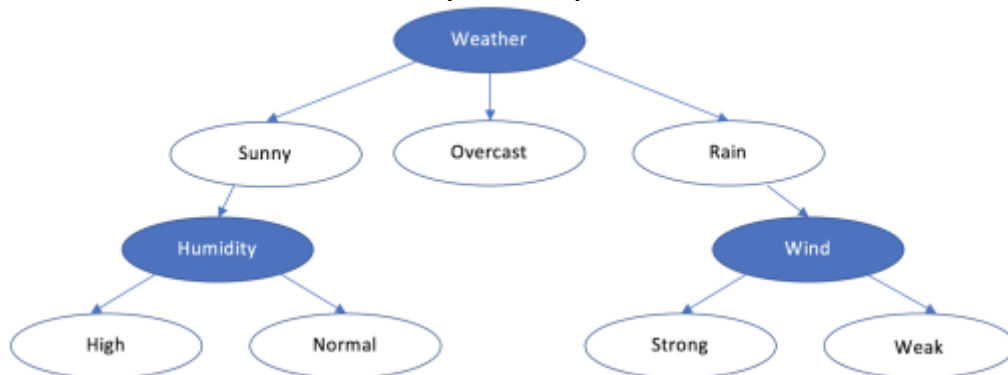 Weather
Sunny
Overcast
Rain
Humidity
Wind
High
Normal
Strong
Weak